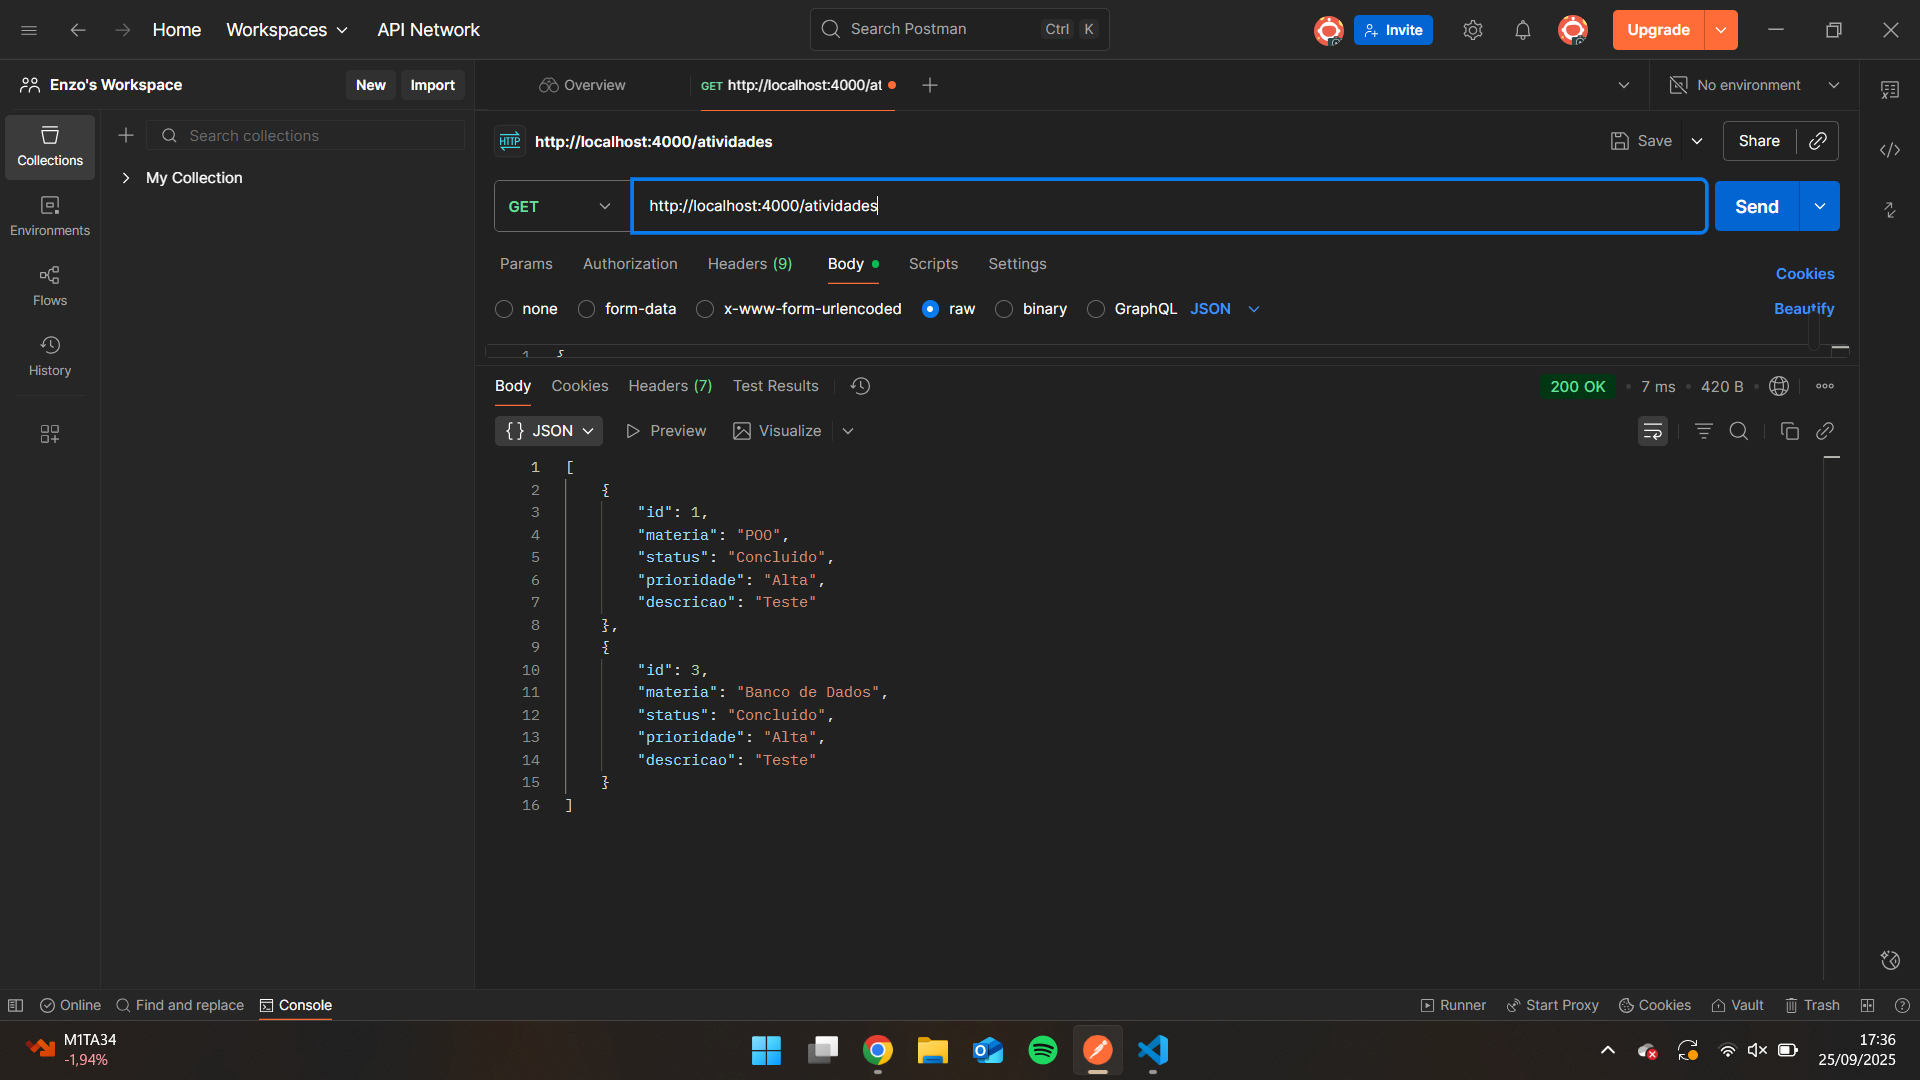 Home Workspaces API Network Search Postman Ctrl K Invite Upgrade
Enzo's Workspace New Import Overview GET http://localhost:4000/at No environment
Collections
Search collections
My Collection
Environments
Flows
History
HTTP http://localhost:4000/atividades Save Share
GET http://localhost:4000/atividades Send
Params Authorization Headers (9) Body Scripts Settings Cookies
none form-data x-www-form-urlencoded raw binary GraphQL JSON Beautify
1 {
Body Cookies Headers (7) Test Results 200 OK 7 ms 420 B
{} JSON Preview Visualize
1 [
2 {
3 "id": 1,
4 "materia": "POO",
5 "status": "Concluido",
6 "prioridade": "Alta",
7 "descricao": "Teste"
8 },
9 {
10 "id": 3,
11 "materia": "Banco de Dados",
12 "status": "Concluido",
13 "prioridade": "Alta",
14 "descricao": "Teste"
15 }
16 ]
Online Find and replace Console Runner Start Proxy Cookies Vault Trash
M1TA34
-1,94%
17:36
25/09/2025